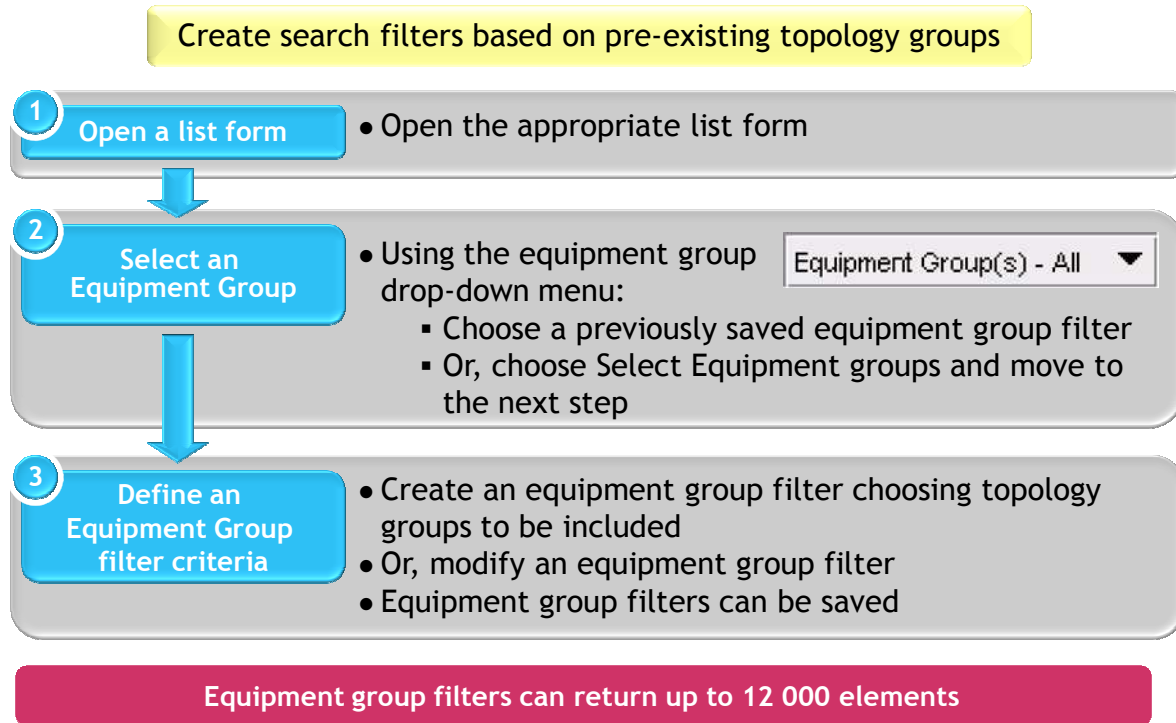 Create search filters based on pre-existing topology groups
1
Open a list form
● Open the appropriate list form
2
Select an
Equipment Group
● Using the equipment group
drop-down menu:
Equipment Group(s) - All
▪ Choose a previously saved equipment group filter
▪ Or, choose Select Equipment groups and move to
the next step
3
Define an
Equipment Group
filter criteria
● Create an equipment group filter choosing topology
groups to be included
● Or, modify an equipment group filter
● Equipment group filters can be saved
Equipment group filters can return up to 12 000 elements